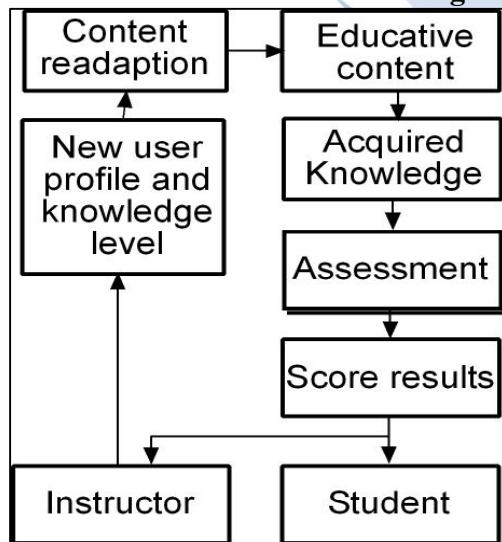 Content
readaption
Educative
content
New user
profile and
knowledge
level
Acquired
Knowledge
Assessment
Score results
Instructor
Student